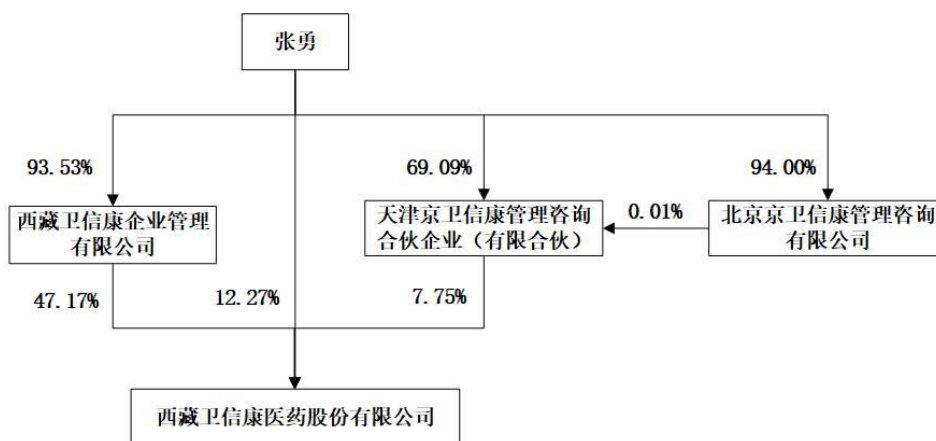 张勇
93.53%
69.09%
94.00%
西藏卫信康企业管理
有限公司
天津京卫信康管理咨询
合伙企业（有限合伙）
0.01%
北京京卫信康管理咨询
有限公司
47.17%
12.27%
7.75%
西藏卫信康医药股份有限公司